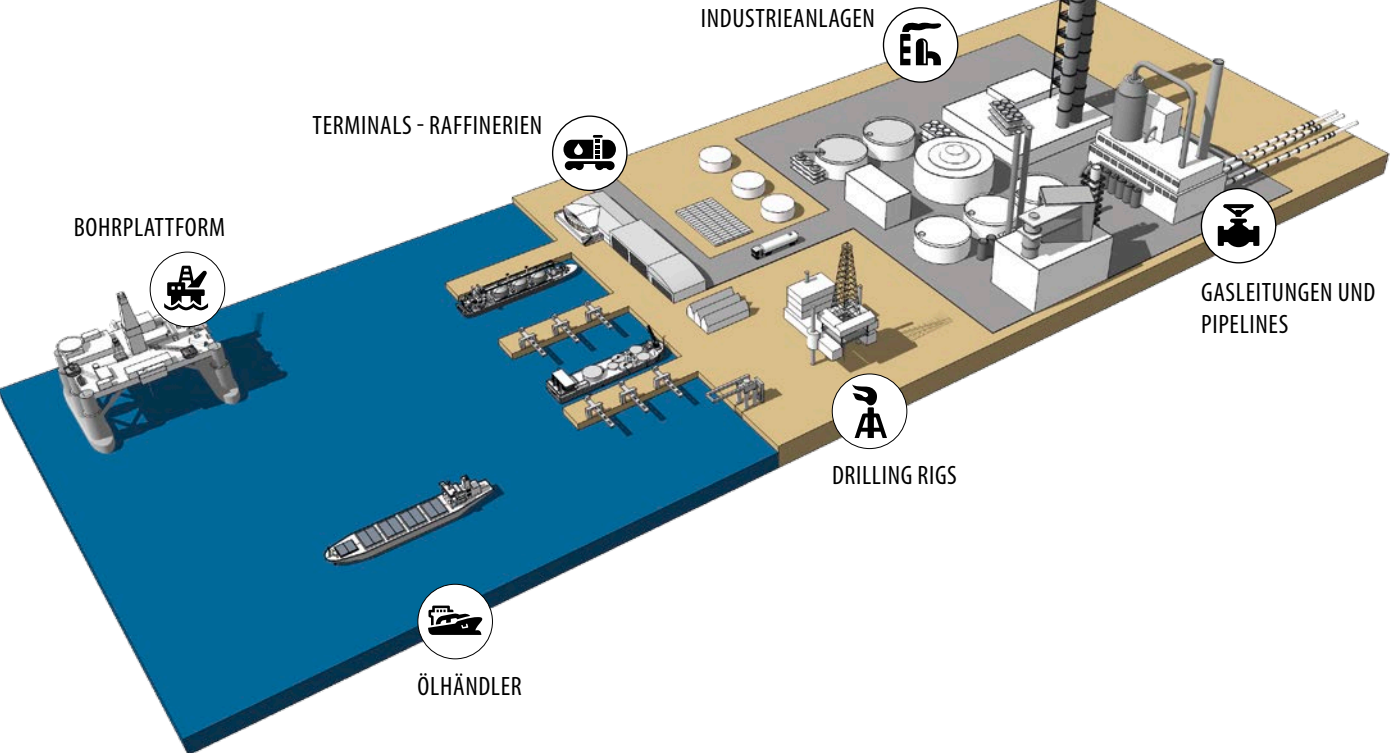 INDUSTRIEANLAGEN
TERMINALS - RAFFINERIEN
BOHRPLATTFORM
GASLEITUNGEN UND
PIPELINES
DRILLING RIGS
ÖLHÄNDLER